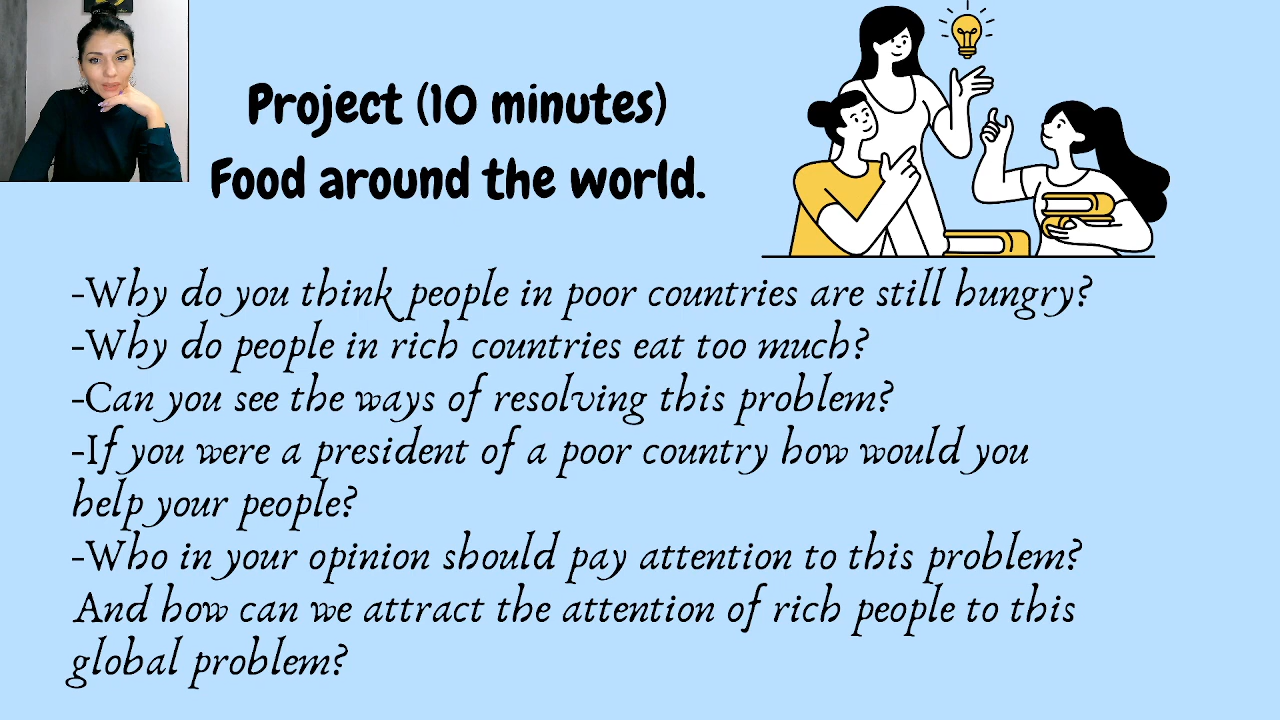 Project (10 minutes)
Food around the world.
-Why do you think people in poor countries are still hungry?
-Why do people in rich countries eat too much?
-Can you see the ways of resolving this problem?
-If you were a president of a poor country how would you
help your people?
-Who in your opinion should pay attention to this problem?
And how can we attract the attention of rich people to this
global problem?